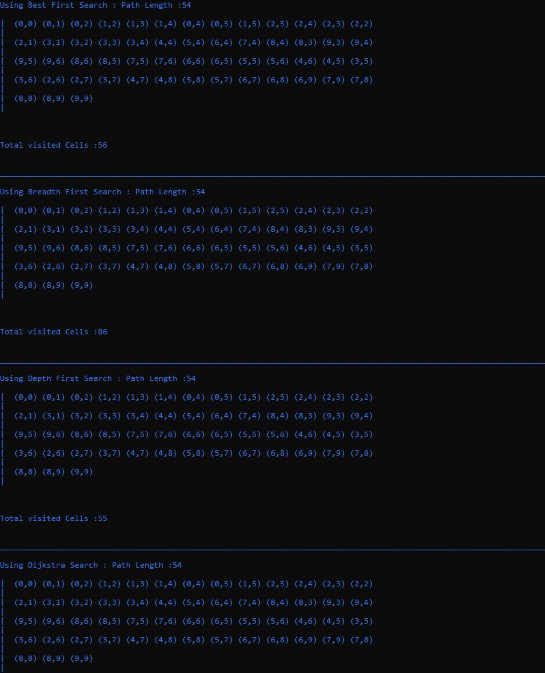 Using Best First Search : Path Length :54
| (0,0) (0,1) (0,2) (1,2) (1,3) (1,4) (0,4) (0,5) (1,5) (2,5) (2,4) (2,3) (2,2)
| (2,1) (3,1) (3,2) (3,3) (3,4) (4,4) (5,4) (6,4) (7,4) (8,4) (8,3) (9,3) (9,4)
| (9,5) (9,6) (8,6) (8,5) (7,5) (7,6) (6,6) (6,5) (5,5) (5,6) (4,6) (4,5) (3,5)
| (3,6) (2,6) (2,7) (3,7) (4,7) (4,8) (5,8) (5,7) (6,7) (6,8) (6,9) (7,9) (7,8)
| (8,8) (8,9) (9,9)
Total visited Cells :56
Using Breadth First Search : Path Length :54
| (0,0) (0,1) (0,2) (1,2) (1,3) (1,4) (0,4) (0,5) (1,5) (2,5) (2,4) (2,3) (2,2)
| (2,1) (3,1) (3,2) (3,3) (3,4) (4,4) (5,4) (6,4) (7,4) (8,4) (8,3) (9,3) (9,4)
| (9,5) (9,6) (8,6) (8,5) (7,5) (7,6) (6,6) (6,5) (5,5) (5,6) (4,6) (4,5) (3,5)
| (3,6) (2,6) (2,7) (3,7) (4,7) (4,8) (5,8) (5,7) (6,7) (6,8) (6,9) (7,9) (7,8)
| (8,8) (8,9) (9,9)
Total visited Cells :86
Using Depth First Search : Path Length :54
| (0,0) (0,1) (0,2) (1,2) (1,3) (1,4) (0,4) (0,5) (1,5) (2,5) (2,4) (2,3) (2,2)
| (2,1) (3,1) (3,2) (3,3) (3,4) (4,4) (5,4) (6,4) (7,4) (8,4) (8,3) (9,3) (9,4)
| (9,5) (9,6) (8,6) (8,5) (7,5) (7,6) (6,6) (6,5) (5,5) (5,6) (4,6) (4,5) (3,5)
| (3,6) (2,6) (2,7) (3,7) (4,7) (4,8) (5,8) (5,7) (6,7) (6,8) (6,9) (7,9) (7,8)
| (8,8) (8,9) (9,9)
Total visited Cells :55
Using Dijkstra Search : Path Length :54
| (0,0) (0,1) (0,2) (1,2) (1,3) (1,4) (0,4) (0,5) (1,5) (2,5) (2,4) (2,3) (2,2)
| (2,1) (3,1) (3,2) (3,3) (3,4) (4,4) (5,4) (6,4) (7,4) (8,4) (8,3) (9,3) (9,4)
| (9,5) (9,6) (8,6) (8,5) (7,5) (7,6) (6,6) (6,5) (5,5) (5,6) (4,6) (4,5) (3,5)
| (3,6) (2,6) (2,7) (3,7) (4,7) (4,8) (5,8) (5,7) (6,7) (6,8) (6,9) (7,9) (7,8)
| (8,8) (8,9) (9,9)